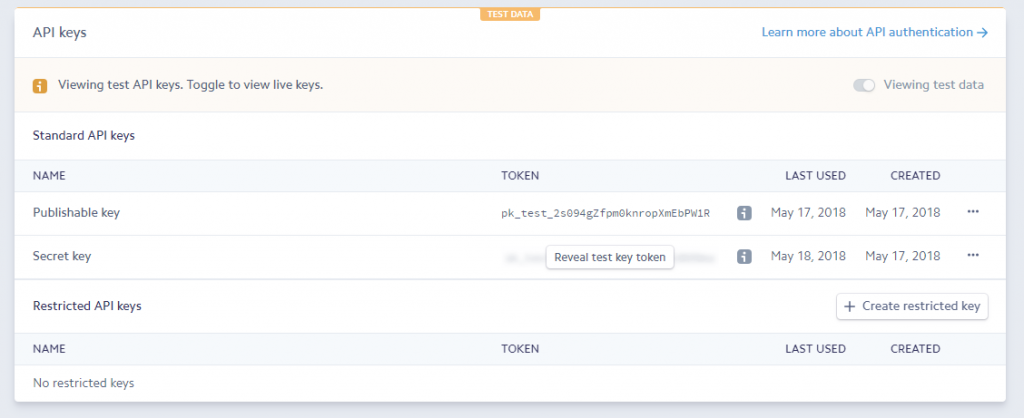 TEST DATA
API keys
Learn more about API authentication →
Viewing test API keys. Toggle to view live keys.
Viewing test data
Standard API keys
NAME TOKEN LAST USED CREATED
Publishable key pk_test_2s094gZfpm0knropXmEbPW1R May 17, 2018 May 17, 2018 •••
Secret key Reveal test key token May 18, 2018 May 17, 2018 •••
Restricted API keys
+ Create restricted key
NAME TOKEN LAST USED CREATED
No restricted keys